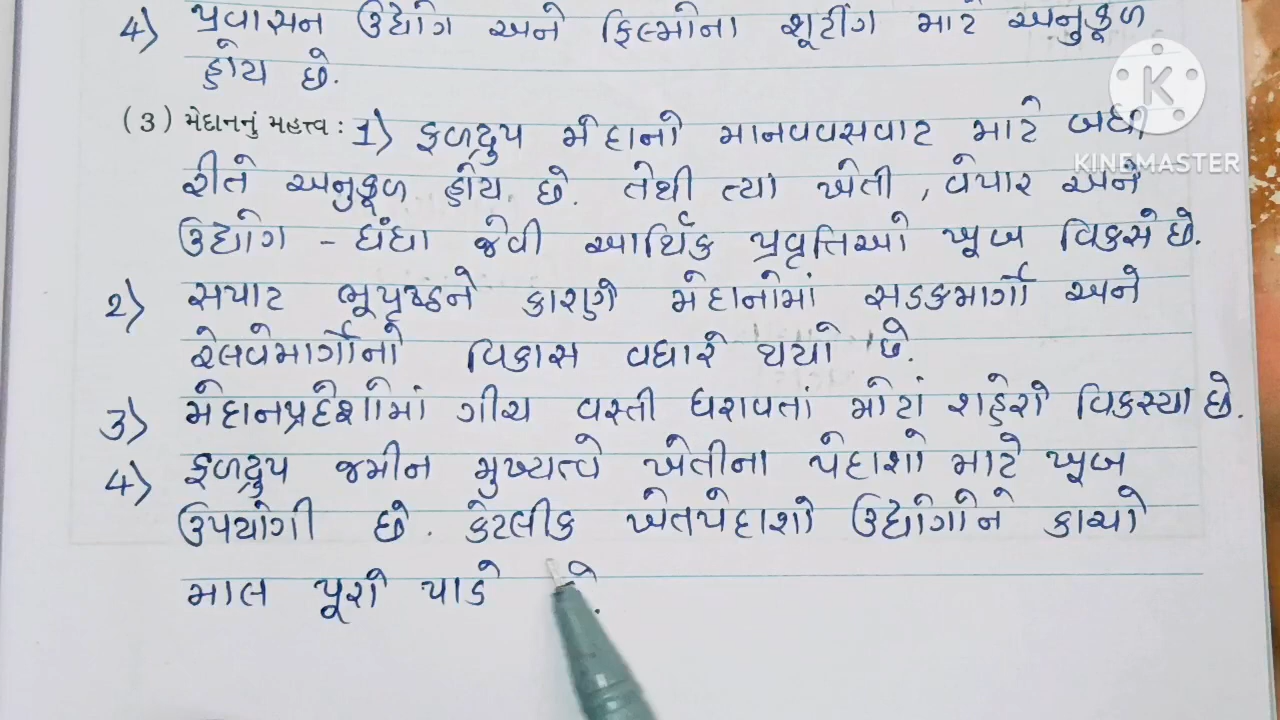 4) પ્રવાસન ઉદ્યોગ અને ફિલ્મોના શૂટીંગ માટે અનુકૂળ
હોય છે.
(3) મેદાનનું મહત્ત્વ : 1) ફળદ્રુપ મેદાનો માનવવસવાટ માટે બધી
રીતે અનુકૂળ હોય છે. તેથી ત્યાં ખેતી, વેપાર અને
ઉદ્યોગ - ધંધા જેવી આર્થિક પ્રવૃત્તિઓ ખૂબ વિકસે છે.
2) સપાટ ભૂપૃષ્ઠને કારણે મેદાનોમાં સડકમાર્ગો અને
રેલવેમાર્ગોનો વિકાસ વધારે થયો છે.
3) મેદાનપ્રદેશોમાં ગીચ વસ્તી ધરાવતાં મોટાં શહેરો વિકસ્યા છે.
4) ફળદ્રુપ જમીન મુખ્યત્વે ખેતીના પેદાશો માટે ખૂબ
ઉપયોગી છે. કેટલીક ખેતપેદાશો ઉદ્યોગોને કાચો
માલ પૂરો પાડે
K
KINEMASTER